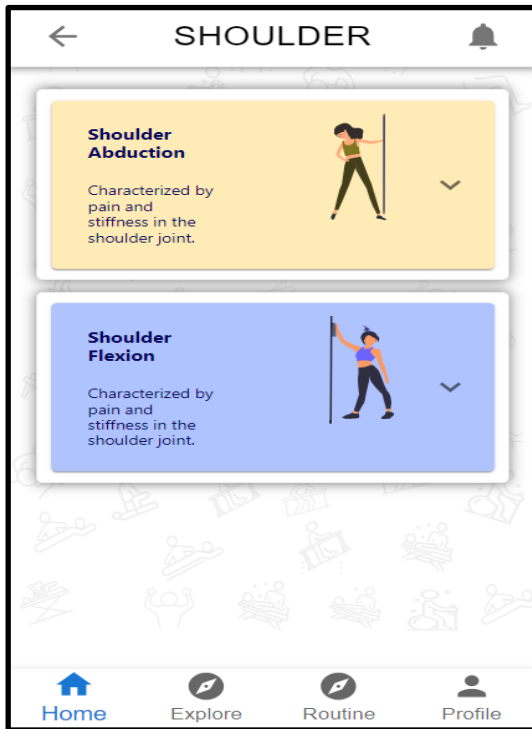 SHOULDER
Shoulder
Abduction
Characterized by
pain and
stiffness in the
shoulder joint.
Shoulder
Flexion
Characterized by
pain and
stiffness in the
shoulder joint.
Home Explore Routine Profile